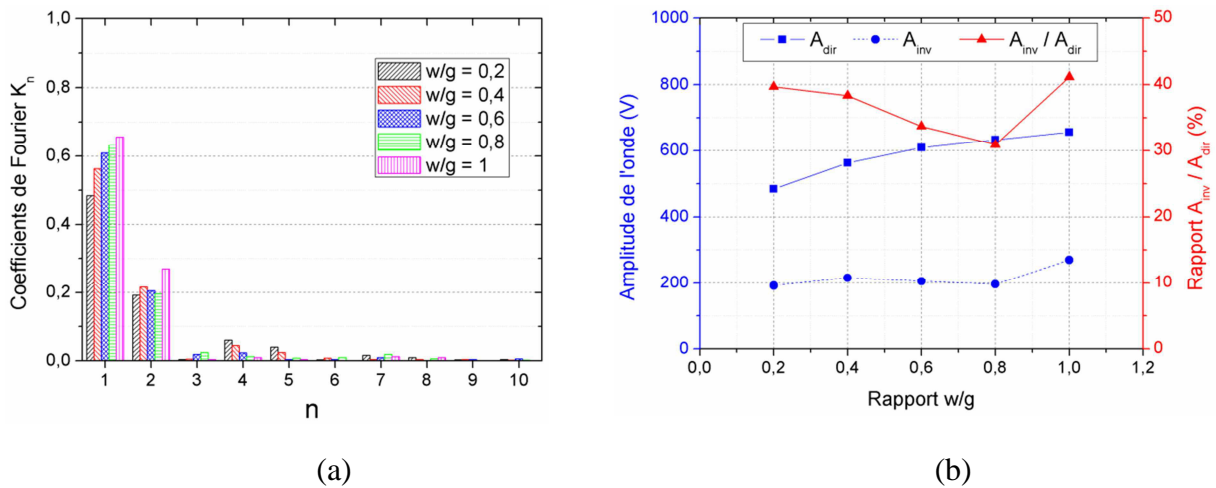 1,0
0,8
0,6
0,4
0,2
0,0
Coefficients de Fourier Kn
w/g = 0,2
w/g = 0,4
w/g = 0,6
w/g = 0,8
w/g = 1
1 2 3 4 5 6 7 8 9 10
n
(a)
1000
800
600
400
200
0
Amplitude de l'onde (V)
Adir Ainv Ainv / Adir
50
40
30
20
10
0
Rapport Ainv / Adir (%)
0,0 0,2 0,4 0,6 0,8 1,0 1,2
Rapport w/g
(b)